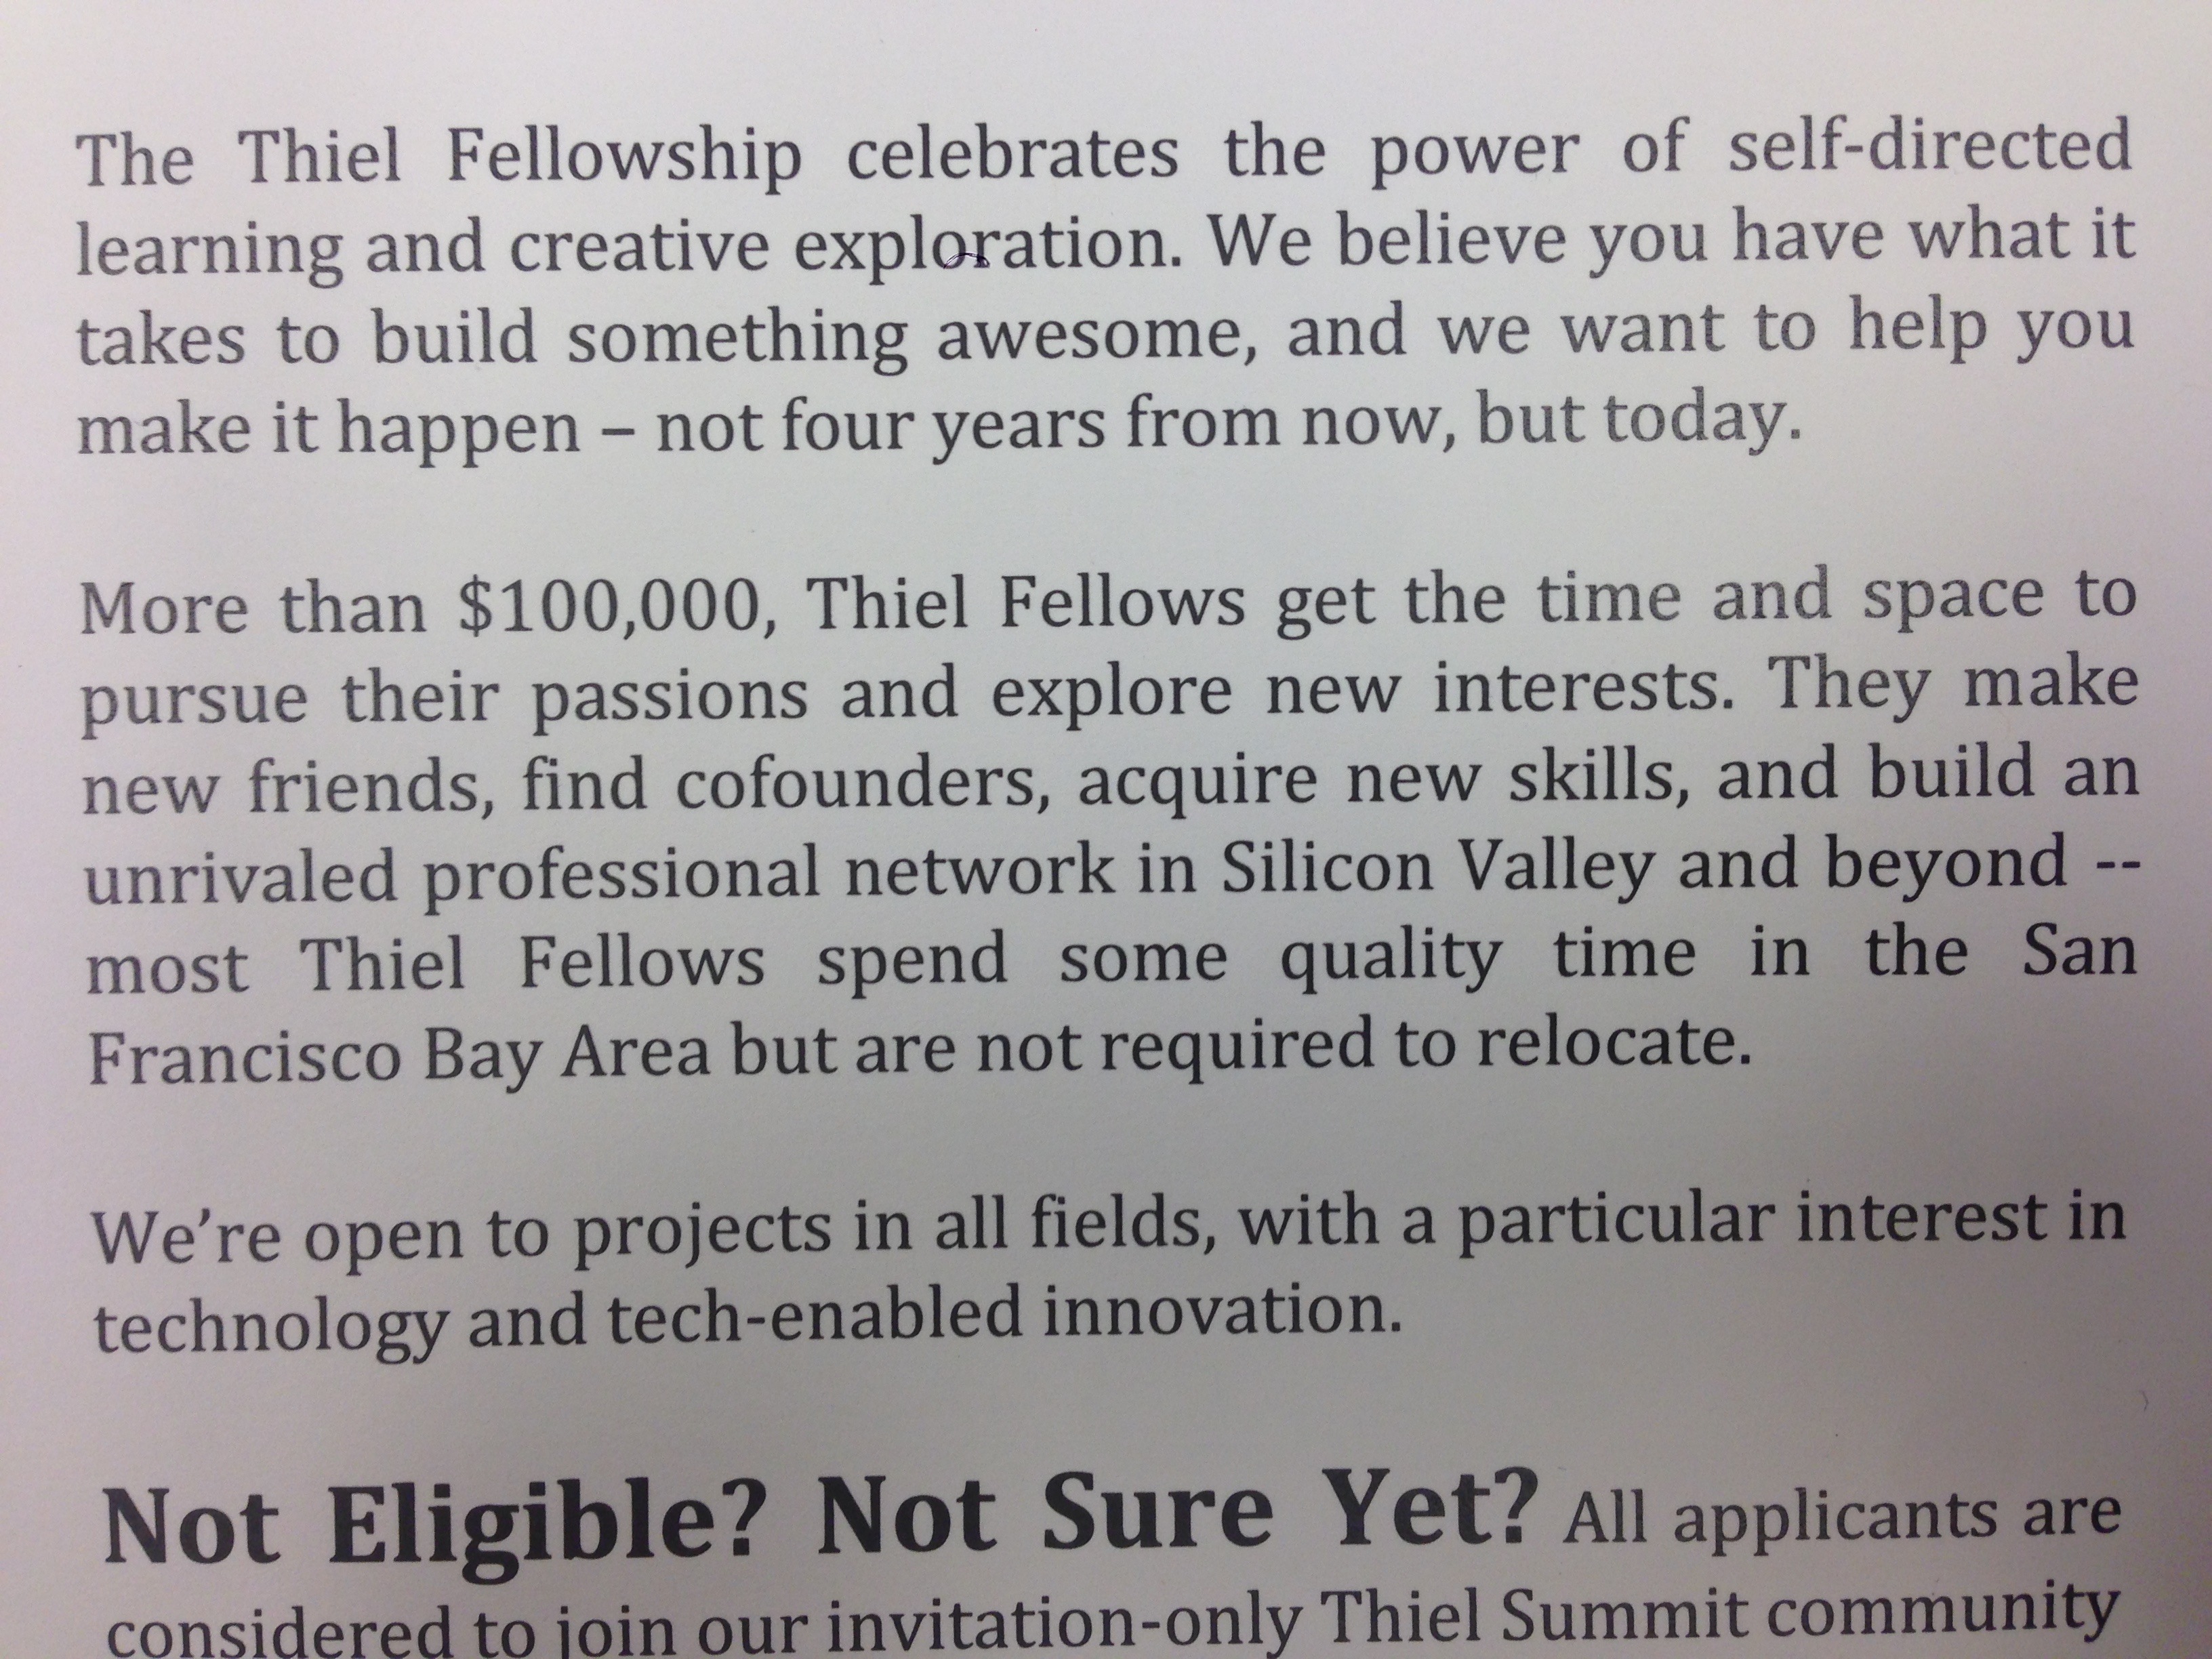 The Thiel Fellowship celebrates the power of self-directed
learning and creative exploration. We believe you have what it
takes to build something awesome, and we want to help you
make it happen – not four years from now, but today.
More than $100,000, Thiel Fellows get the time and space to
pursue their passions and explore new interests. They make
new friends, find cofounders, acquire new skills, and build an
unrivaled professional network in Silicon Valley and beyond --
most Thiel Fellows spend some quality time in the San
Francisco Bay Area but are not required to relocate.
We’re open to projects in all fields, with a particular interest in
technology and tech-enabled innovation.
Not Eligible? Not Sure Yet? All applicants are
considered to join our invitation-only Thiel Summit community